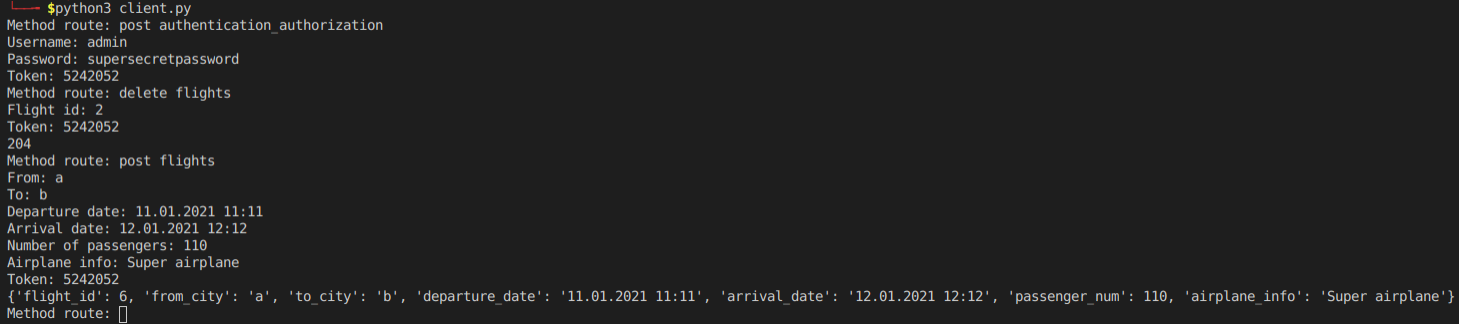 $python3 client.py
Method route: post authentication_authorization
Username: admin
Password: supersecretpassword
Token: 5242052
Method route: delete flights
Flight id: 2
Token: 5242052
204
Method route: post flights
From: a
To: b
Departure date: 11.01.2021 11:11
Arrival date: 12.01.2021 12:12
Number of passengers: 110
Airplane info: Super airplane
Token: 5242052
{'flight_id': 6, 'from_city': 'a', 'to_city': 'b', 'departure_date': '11.01.2021 11:11', 'arrival_date': '12.01.2021 12:12', 'passenger_num': 110, 'airplane_info': 'Super airplane'}
Method route: